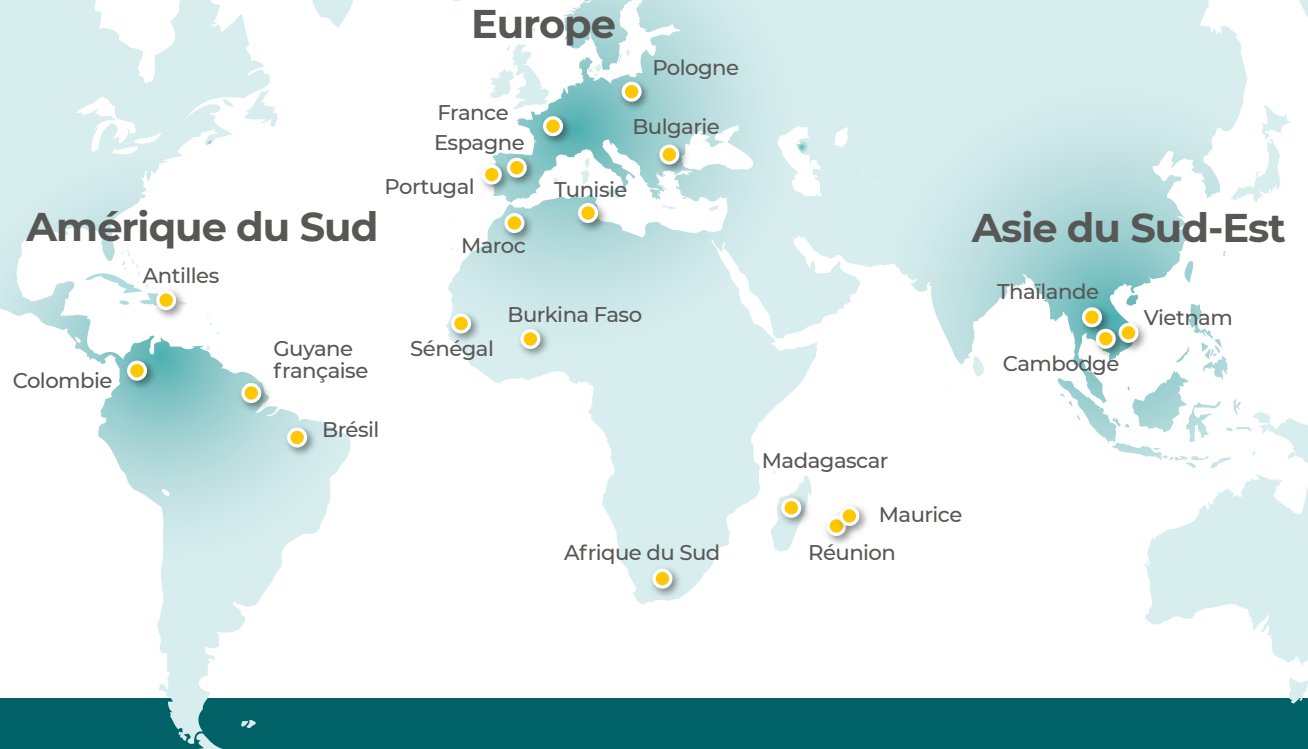 Europe
Pologne
France
Bulgarie
Espagne
Portugal
Tunisie
Amérique du Sud
Asie du Sud-Est
Maroc
Antilles
Thaïlande
Burkina Faso
Vietnam
Sénégal
Guyane
française
Cambodge
Colombie
Brésil
Madagascar
Maurice
Afrique du Sud
Réunion